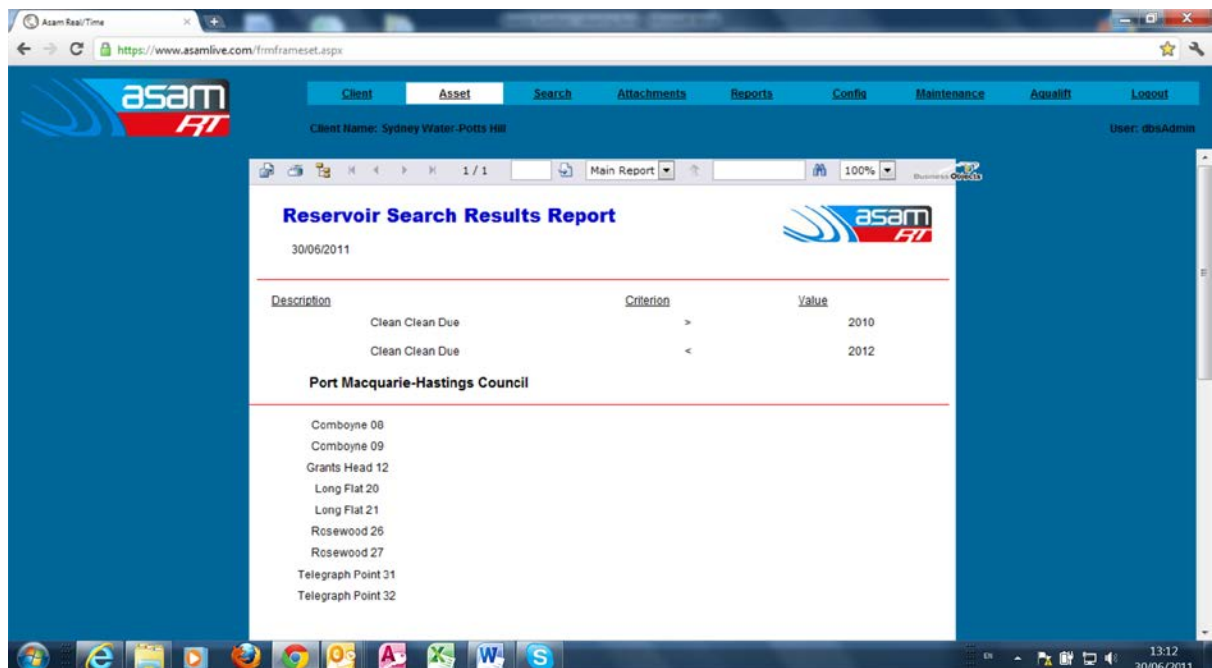 Asam Real/Time
https://www.asamlive.com/frmframeset.aspx
asam
RT
Client Asset Search Attachments Reports Config Maintenance Aqualift Logout
Client Name: Sydney Water-Potts Hill User: dbsAdmin
1 / 1 Main Report 100% Business Objects
Reservoir Search Results Report
asam
RT
30/06/2011
Description Criterion Value
Clean Clean Due > 2010
Clean Clean Due < 2012
Port Macquarie-Hastings Council
Comboyne 08
Comboyne 09
Grants Head 12
Long Flat 20
Long Flat 21
Rosewood 26
Rosewood 27
Telegraph Point 31
Telegraph Point 32
EN 13:12
30/06/2011